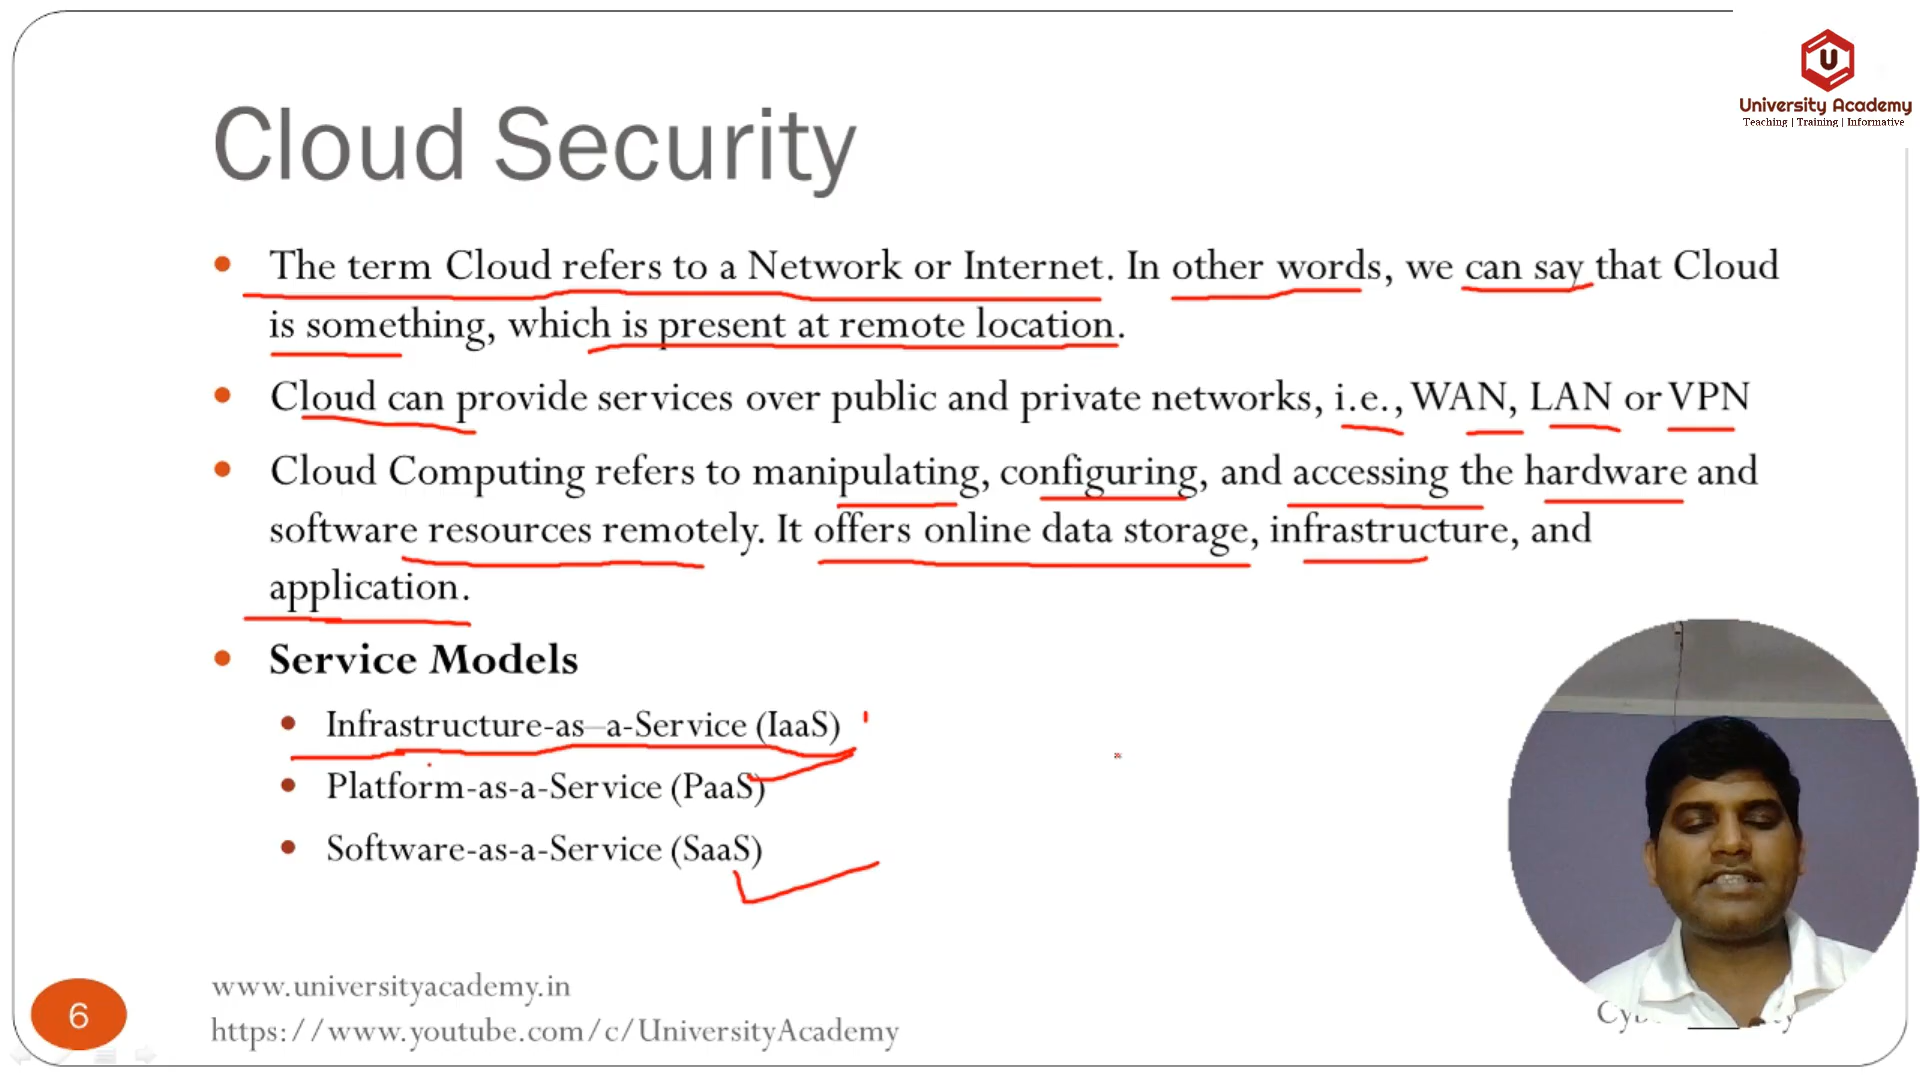 U
University Academy
Teaching | Training | Informative
Cloud Security
The term Cloud refers to a Network or Internet. In other words, we can say that Cloud
is something, which is present at remote location.
Cloud can provide services over public and private networks, i.e., WAN, LAN or VPN
Cloud Computing refers to manipulating, configuring, and accessing the hardware and
software resources remotely. It offers online data storage, infrastructure, and
application.
Service Models
Infrastructure-as–a-Service (IaaS)
Platform-as-a-Service (PaaS)
Software-as-a-Service (SaaS)
www.universityacademy.in
6
https://www.youtube.com/c/UniversityAcademy